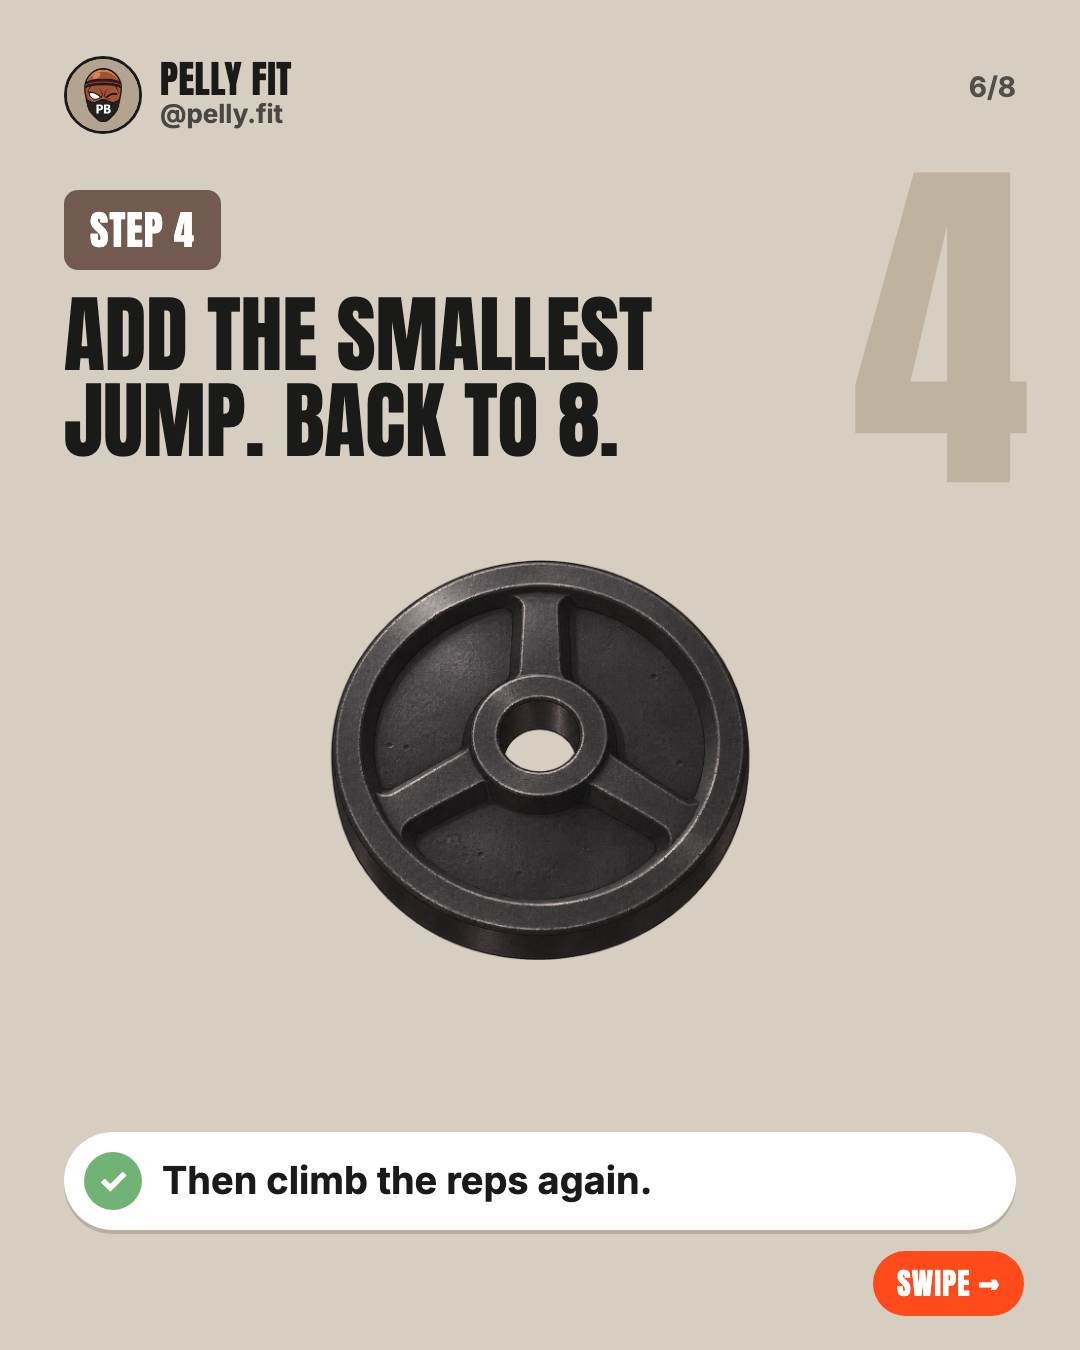 PELLY FIT
@pelly.fit
6/8
PB
STEP 4
4
ADD THE SMALLEST
JUMP. BACK TO 8.
Then climb the reps again.
SWIPE →